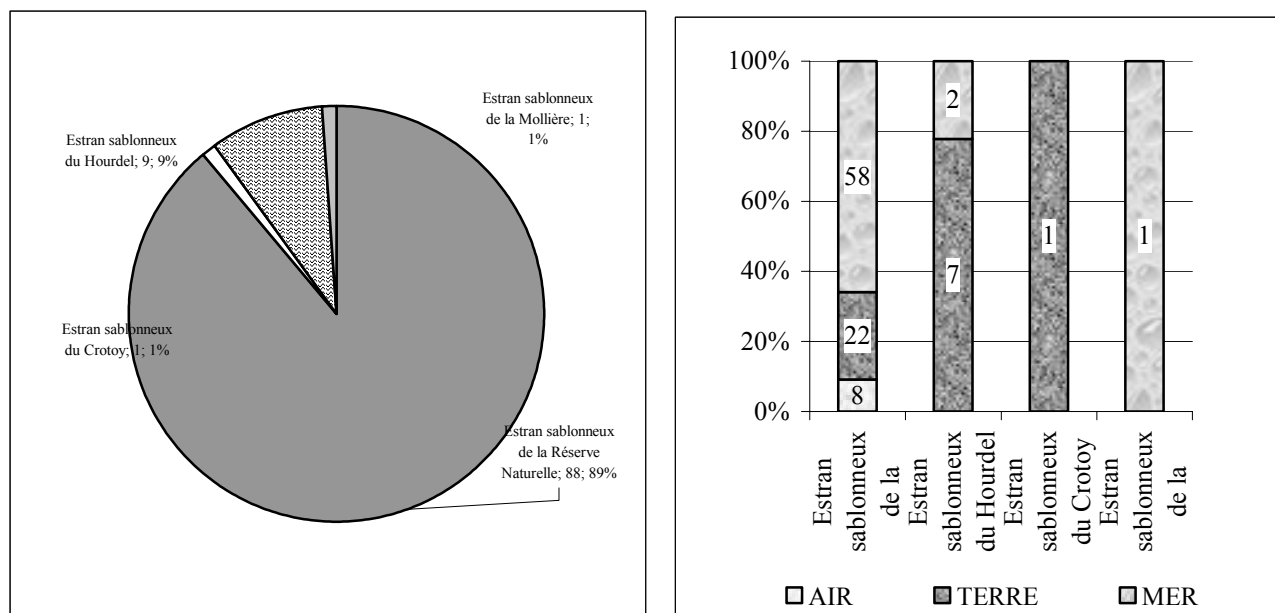 Estran sablonneux
de la Mollière; 1;
1%
Estran sablonneux
du Hourdel; 9; 9%
Estran sablonneux
du Crotoy; 1; 1%
Estran sablonneux
de la Réserve
Naturelle; 88; 89%
100%
80%
60%
40%
20%
0%
58
22
8
2
7
1
1
Estran
sablonneux
de la
Estran
sablonneux
du Hourdel
Estran
sablonneux
du Crotoy
Estran
sablonneux
de la
AIR
TERRE
MER